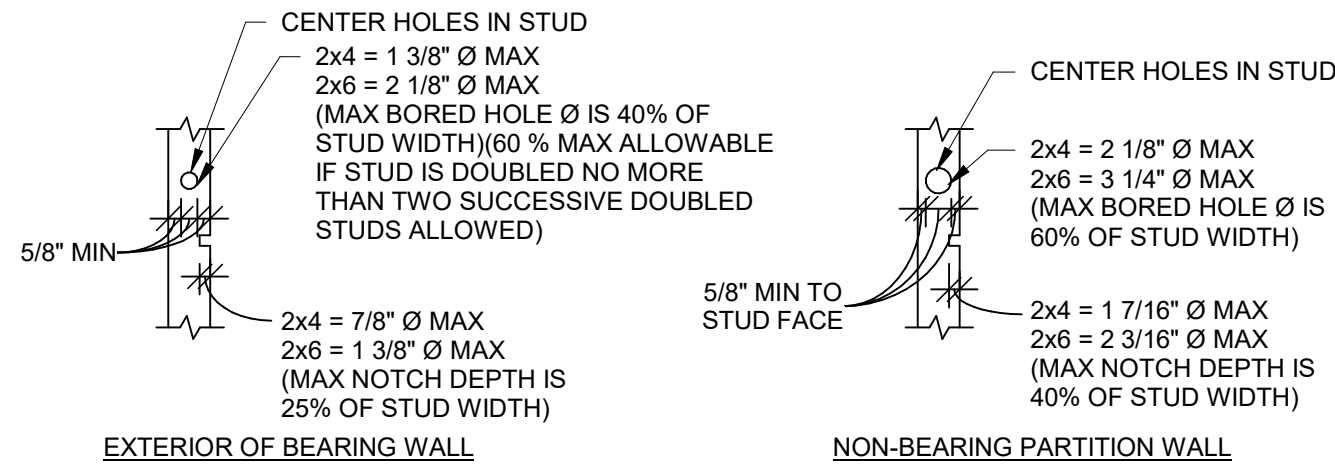 CENTER HOLES IN STUD
2x4 = 1 3/8" Ø MAX
2x6 = 2 1/8" Ø MAX
(MAX BORED HOLE Ø IS 40% OF
STUD WIDTH)(60 % MAX ALLOWABLE
IF STUD IS DOUBLED NO MORE
THAN TWO SUCCESSIVE DOUBLED
STUDS ALLOWED)
5/8" MIN
2x4 = 7/8" Ø MAX
2x6 = 1 3/8" Ø MAX
(MAX NOTCH DEPTH IS
25% OF STUD WIDTH)
EXTERIOR OF BEARING WALL
CENTER HOLES IN STUD
2x4 = 2 1/8" Ø MAX
2x6 = 3 1/4" Ø MAX
(MAX BORED HOLE Ø IS
60% OF STUD WIDTH)
5/8" MIN TO
STUD FACE
2x4 = 1 7/16" Ø MAX
2x6 = 2 3/16" Ø MAX
(MAX NOTCH DEPTH IS
40% OF STUD WIDTH)
NON-BEARING PARTITION WALL